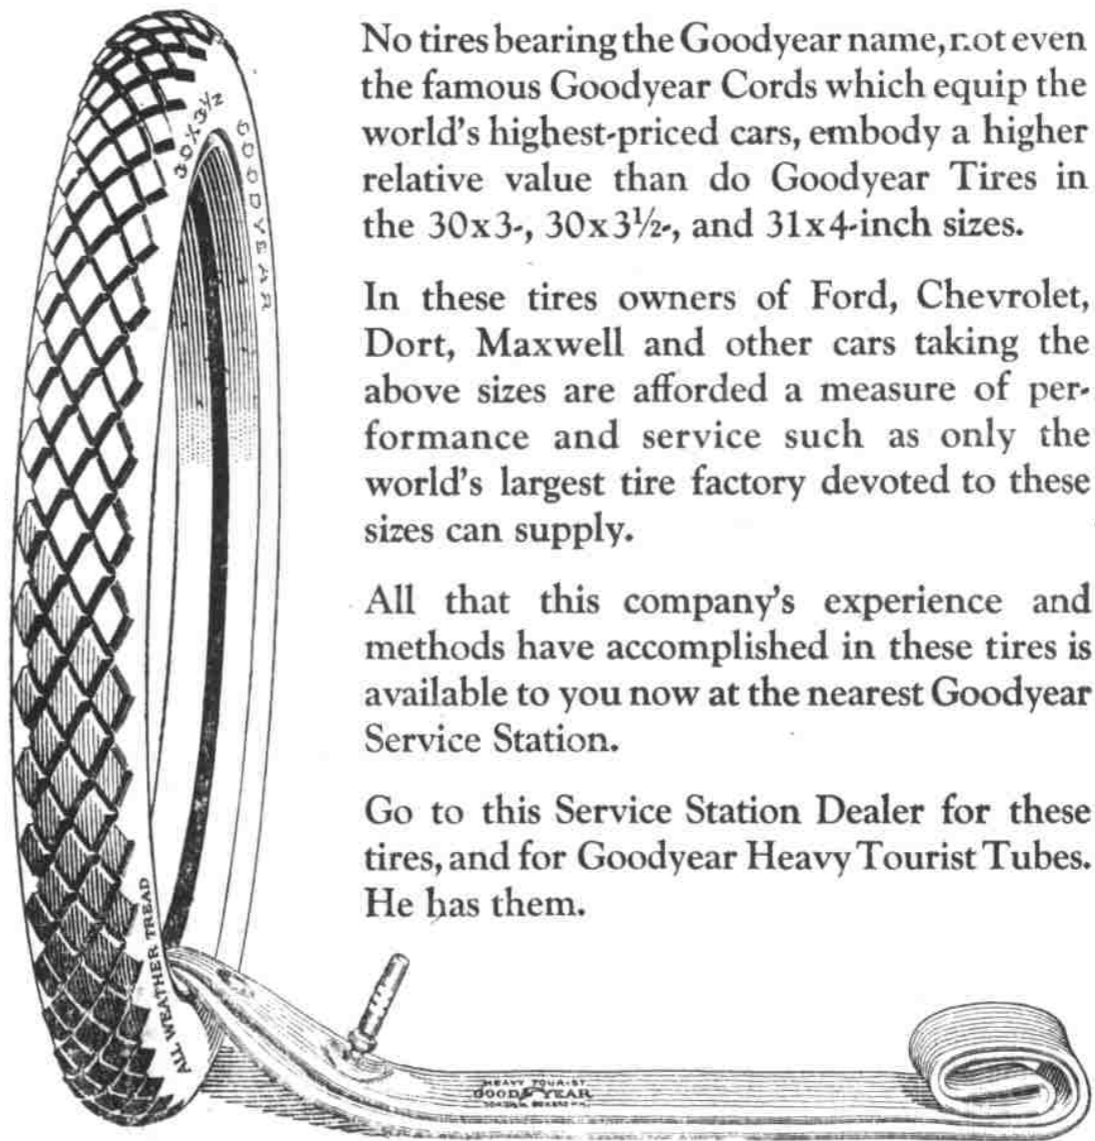 No tires bearing the Goodyear name, not even
the famous Goodyear Cords which equip the
world's highest-priced cars, embody a higher
relative value than do Goodyear Tires in
the 30x3-, 30x3½-, and 31x4-inch sizes.
In these tires owners of Ford, Chevrolet,
Dort, Maxwell and other cars taking the
above sizes are afforded a measure of per-
formance and service such as only the
world's largest tire factory devoted to these
sizes can supply.
All that this company's experience and
methods have accomplished in these tires is
available to you now at the nearest Goodyear
Service Station.
Go to this Service Station Dealer for these
tires, and for Goodyear Heavy Tourist Tubes.
He has them.
30x3½ GOODYEAR
ALL WEATHER TREAD
HEAVY TOURIST
GOODYEAR